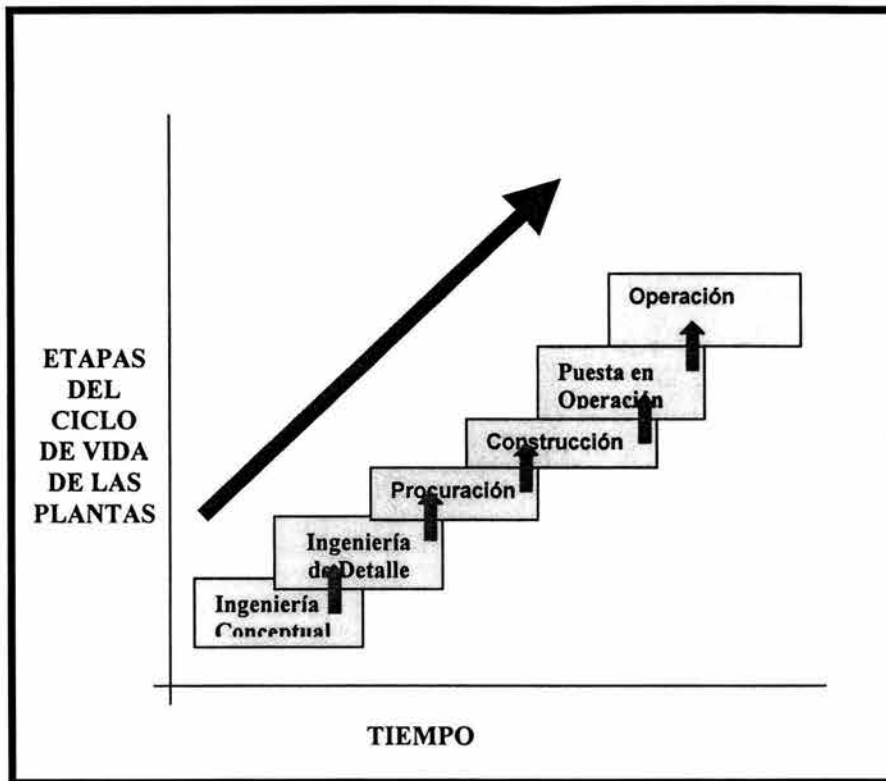 ETAPAS
DEL
CICLO
DE VIDA
DE LAS
PLANTAS
Operación
Puesta en
Operación
Construcción
Procuración
Ingeniería
de Detalle
Ingeniería
Conceptual
TIEMPO